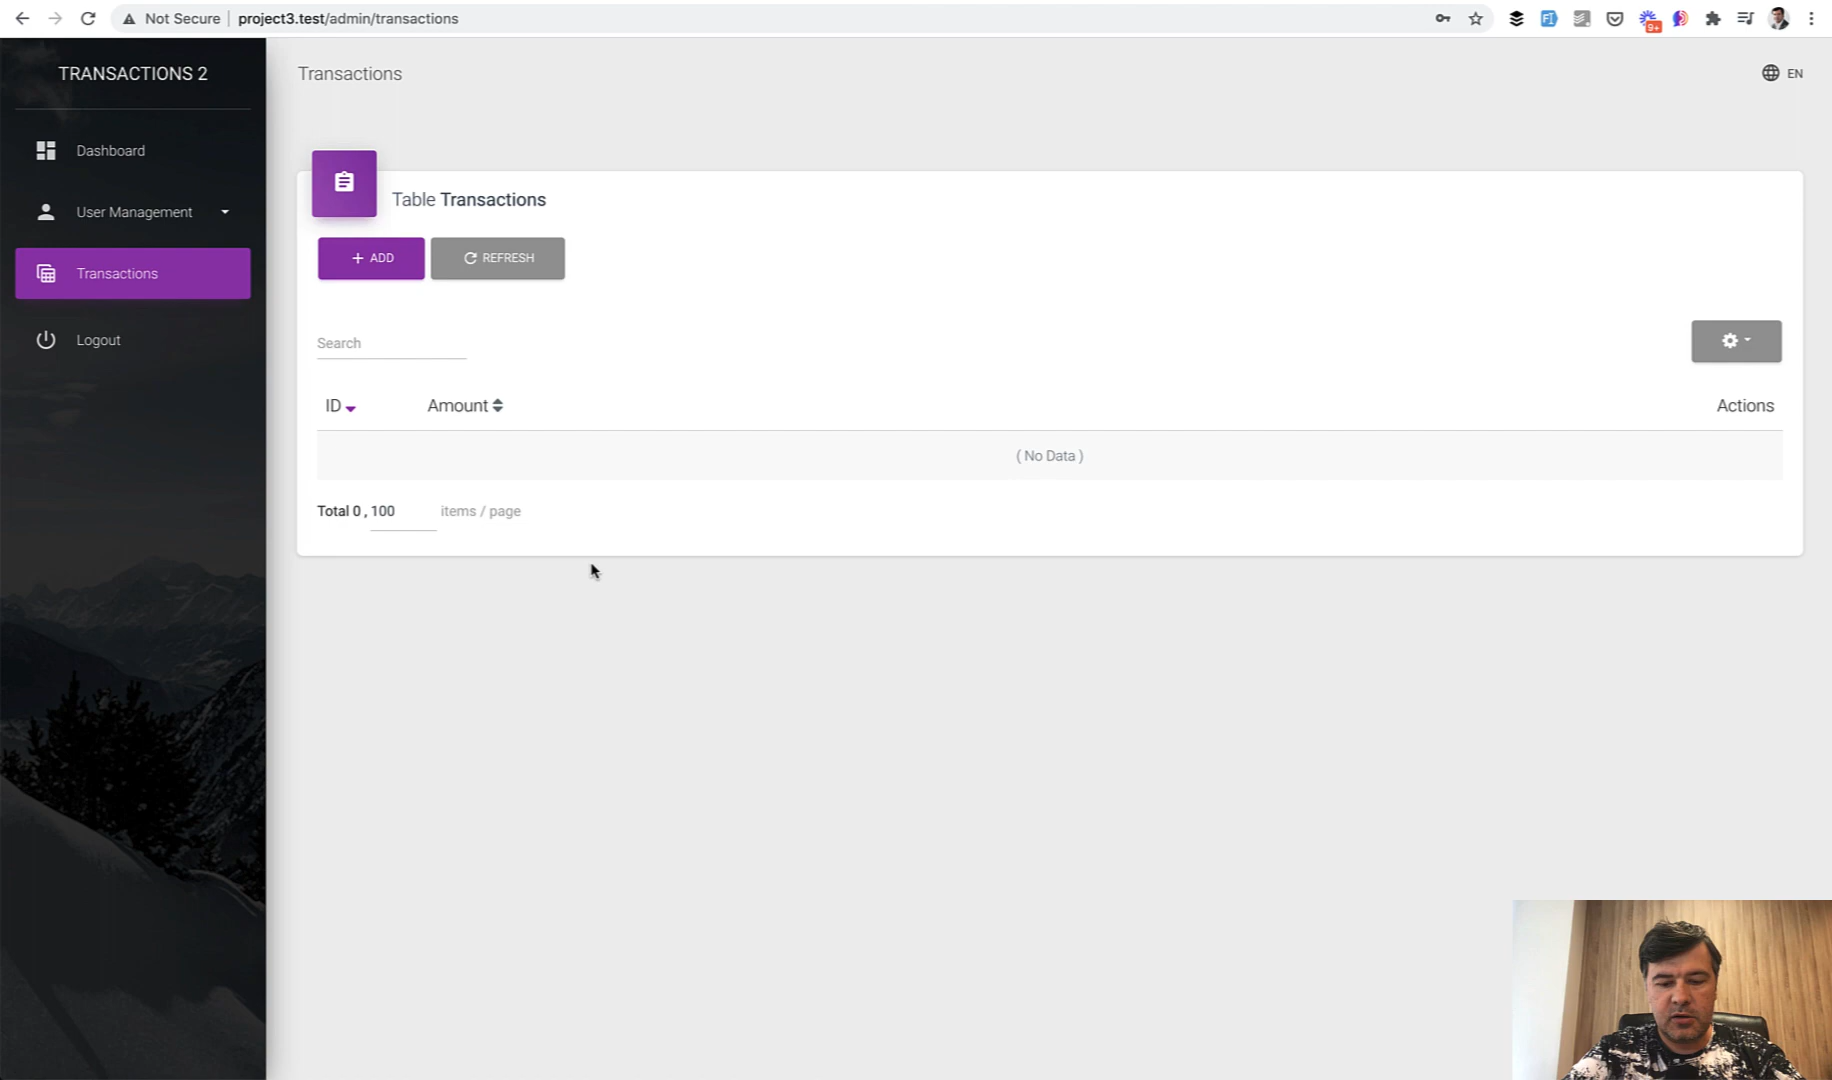 Not Secure project3.test/admin/transactions
9+
TRANSACTIONS 2
Dashboard
User Management
Transactions
Logout
Transactions
EN
Table Transactions
+ ADD
REFRESH
Search
ID Amount Actions
( No Data )
Total 0 , 100 items / page